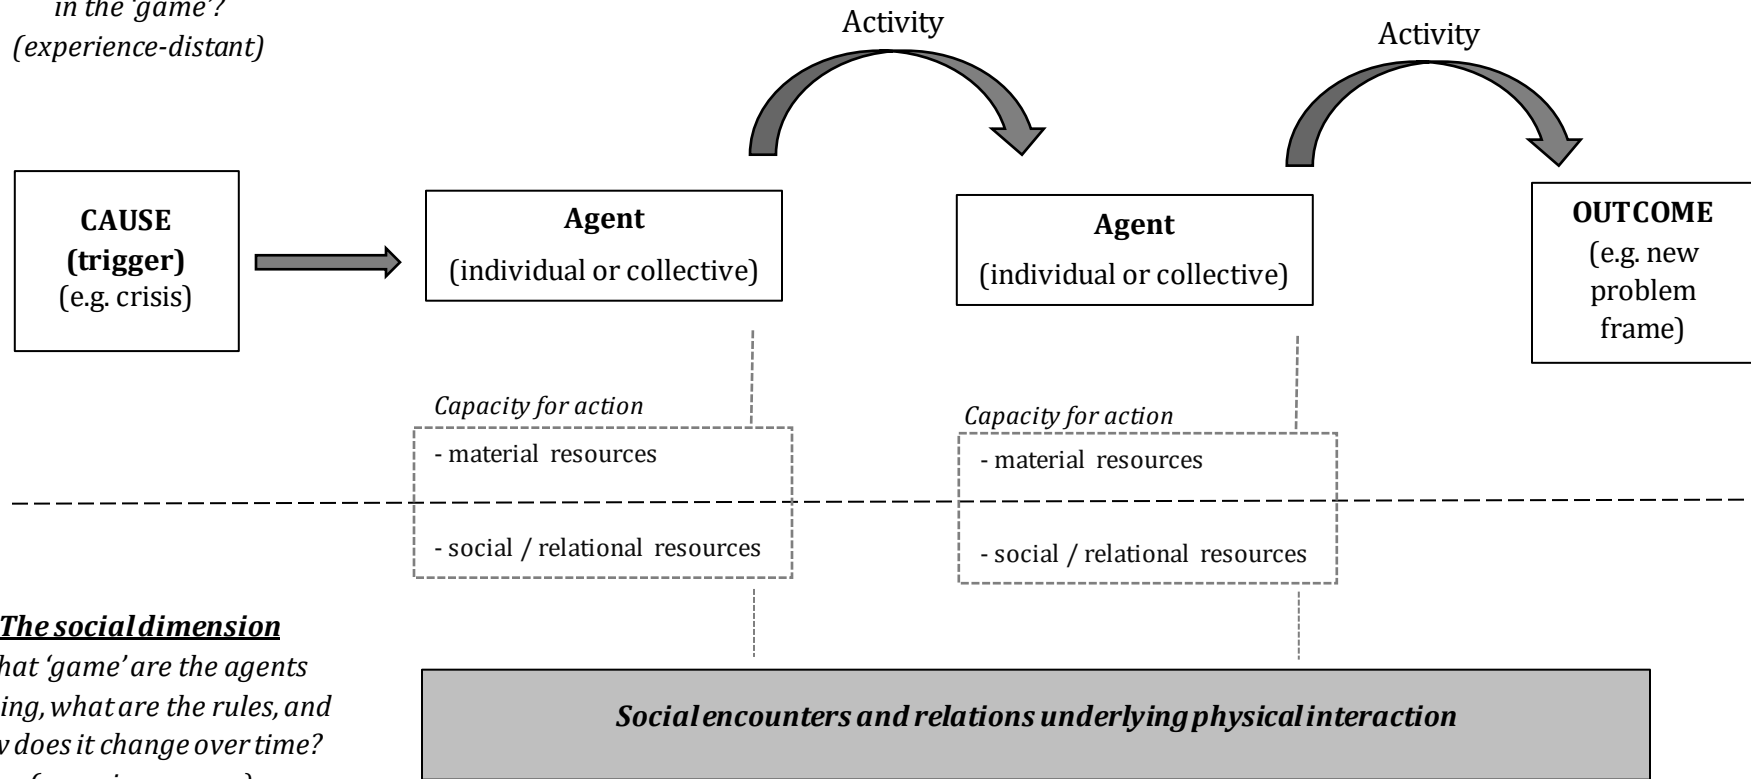 in the ‘game’?
(experience-distant)
Activity
Activity
CAUSE
(trigger)
(e.g. crisis)
Agent
(individual or collective)
Agent
(individual or collective)
OUTCOME
(e.g. new
problem
frame)
Capacity for action
- material resources
- social / relational resources
Capacity for action
- material resources
- social / relational resources
The social dimension
‘game’ are the agents
what are the rules, and
does it change over time?
Social encounters and relations underlying physical interaction